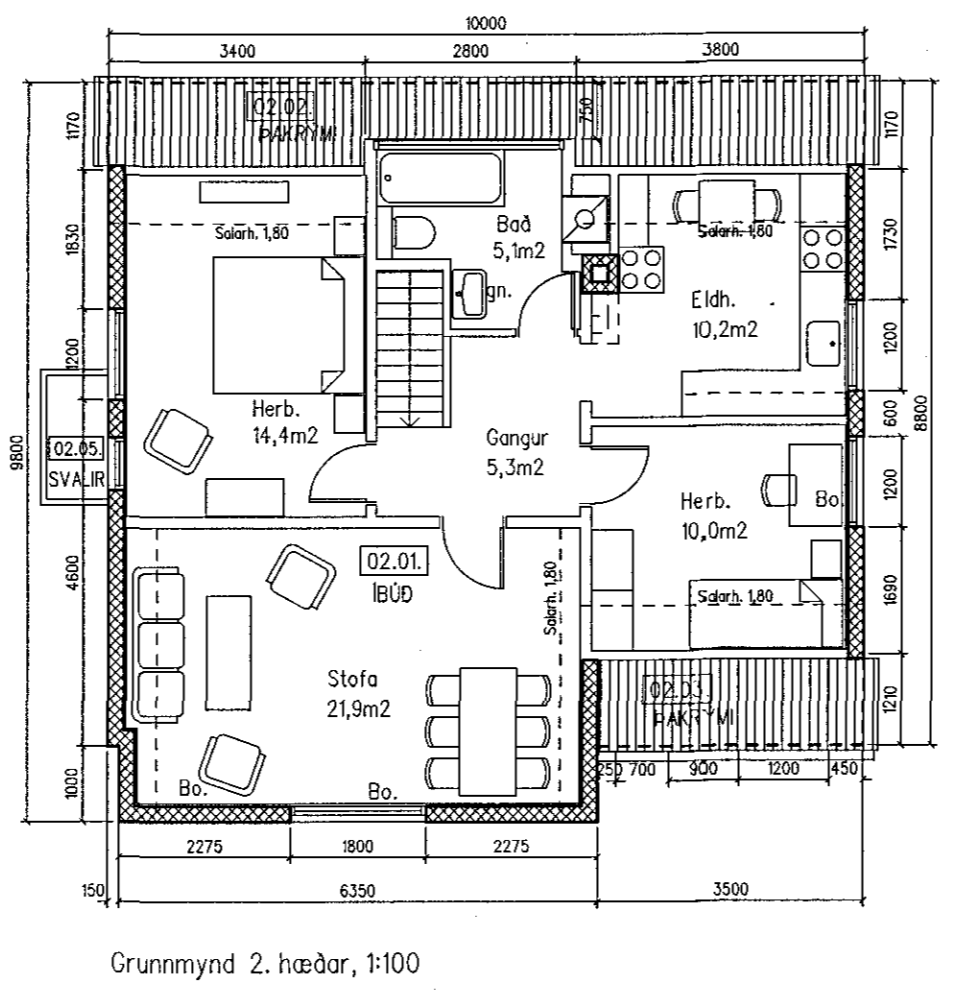 10000
3400 2800 3800
02.02.
ÞAKRÝMI
750
1170
1170
1830
1730
Salarh. 1,80
Bað
5,1m2
Salarh. 1,80
gn.
Eldh.
10,2m2
1200
1200
600
Herb.
14,4m2
9800
8800
02.05.
SVALIR
Gangur
5,3m2
Herb.
10,0m2
Bo.
1200
4600
02.01.
ÍBÚÐ
Salarh. 1,80
Salarh. 1,80
1690
Stofa
21,9m2
02.03.
ÞAKRÝMI
1210
1000
Bo.
Bo.
250 700 900 1200 450
2275 1800 2275
150
6350 3500
Grunnmynd 2. hæðar, 1:100